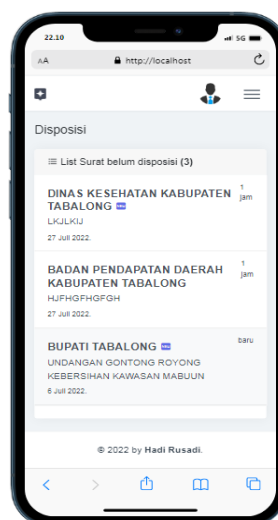 22.10
5G
AA
http://localhost
Disposisi
List Surat belum disposisi (3)
DINAS KESEHATAN KABUPATEN
TABALONG
1
jam
LKJLKIJ
27 Juli 2022.
BADAN PENDAPATAN DAERAH
KABUPATEN TABALONG
1
jam
HJFHGFHGFGH
27 Juli 2022.
BUPATI TABALONG
baru
UNDANGAN GONTONG ROYONG
KEBERSIHAN KAWASAN MABUUN
6 Juli 2022.
© 2022 by Hadi Rusadi.